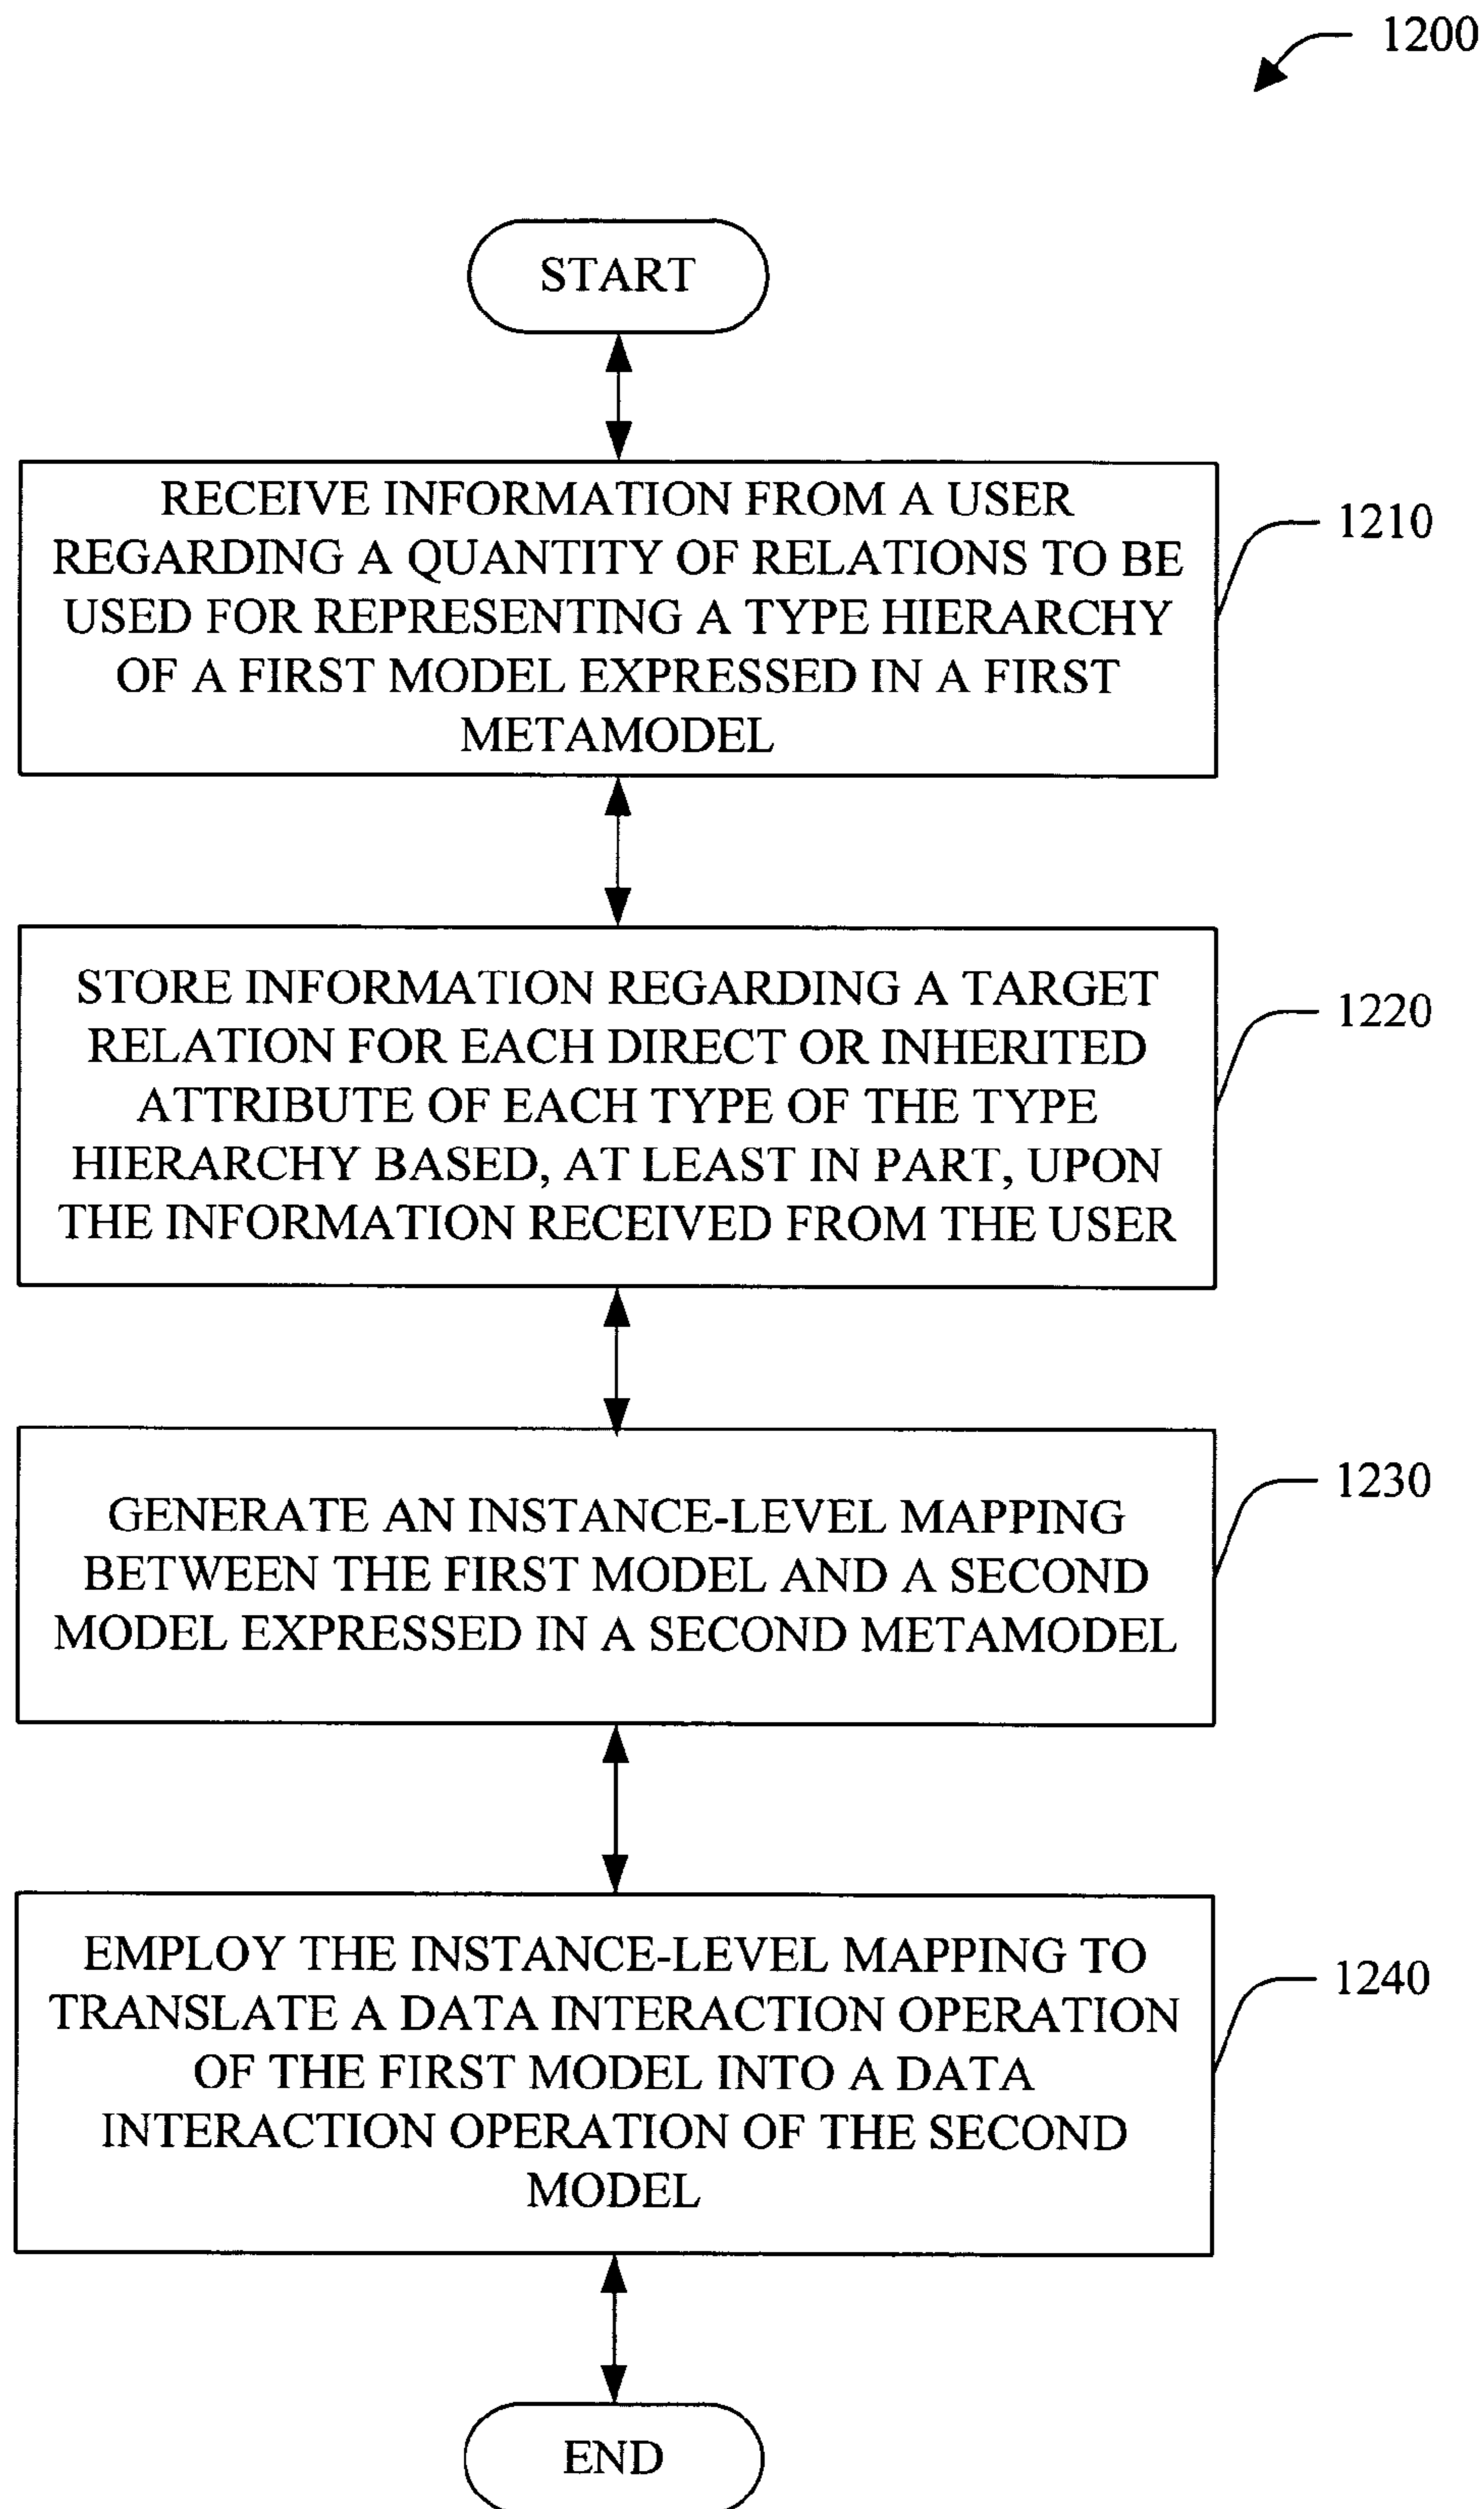 1200
START
RECEIVE INFORMATION FROM A USER
REGARDING A QUANTITY OF RELATIONS TO BE
USED FOR REPRESENTING A TYPE HIERARCHY
OF A FIRST MODEL EXPRESSED IN A FIRST
METAMODEL
1210
STORE INFORMATION REGARDING A TARGET
RELATION FOR EACH DIRECT OR INHERITED
ATTRIBUTE OF EACH TYPE OF THE TYPE
HIERARCHY BASED, AT LEAST IN PART, UPON
THE INFORMATION RECEIVED FROM THE USER
1220
GENERATE AN INSTANCE-LEVEL MAPPING
BETWEEN THE FIRST MODEL AND A SECOND
MODEL EXPRESSED IN A SECOND METAMODEL
1230
EMPLOY THE INSTANCE-LEVEL MAPPING TO
TRANSLATE A DATA INTERACTION OPERATION
OF THE FIRST MODEL INTO A DATA
INTERACTION OPERATION OF THE SECOND
MODEL
1240
END